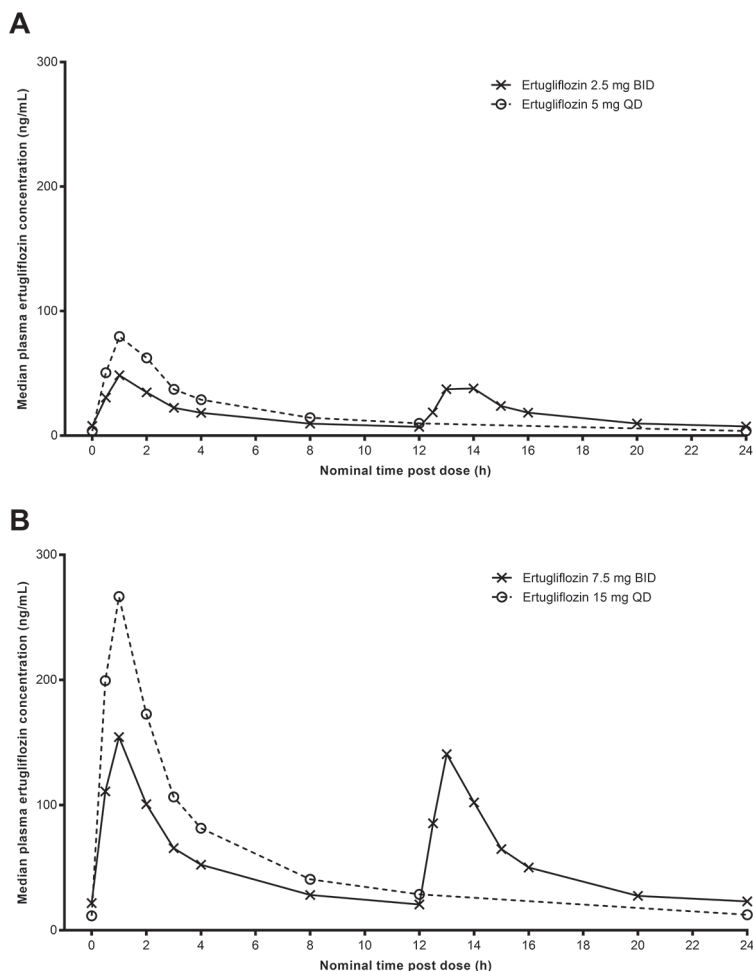 A
Median plasma ertugliflozin concentration (ng/mL)
300
200
100
0
Ertugliflozin 2.5 mg BID
Ertugliflozin 5 mg QD
0 2 4 6 8 10 12 14 16 18 20 22 24
Nominal time post dose (h)
B
Median plasma ertugliflozin concentration (ng/mL)
300
200
100
0
Ertugliflozin 7.5 mg BID
Ertugliflozin 15 mg QD
0 2 4 6 8 10 12 14 16 18 20 22 24
Nominal time post dose (h)